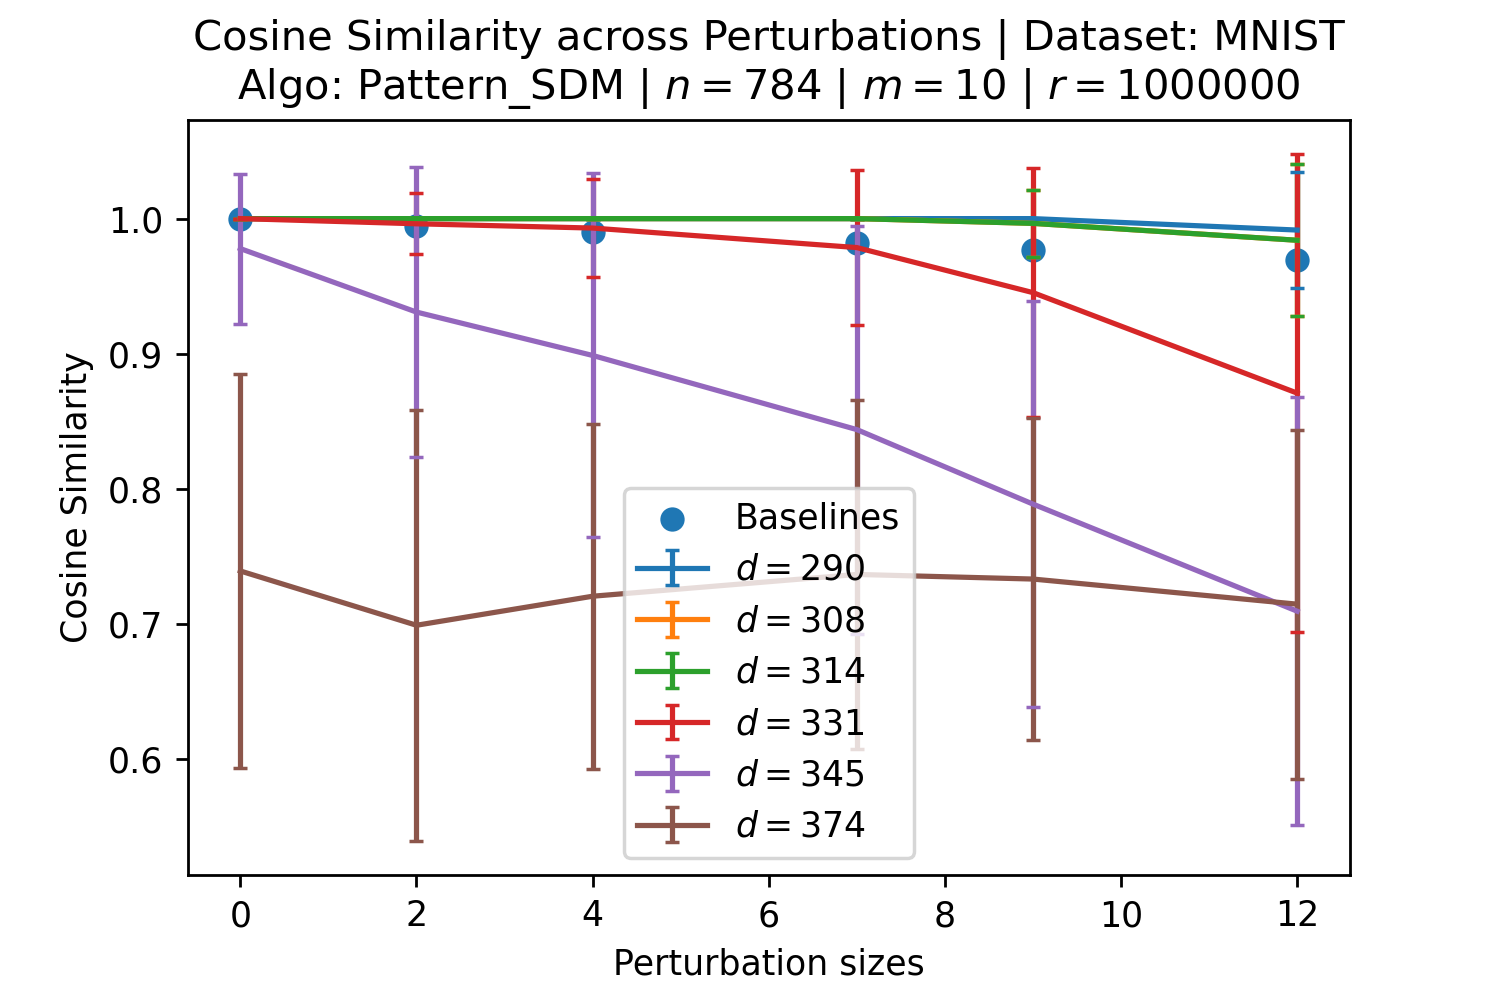 Cosine Similarity across Perturbations | Dataset: MNIST
Algo: Pattern_SDM | n = 784 | m = 10 | r = 1000000
1.0
0.9
0.8
0.7
0.6
Cosine Similarity
Baselines
d = 290
d = 308
d = 314
d = 331
d = 345
d = 374
0 2 4 6 8 10 12
Perturbation sizes